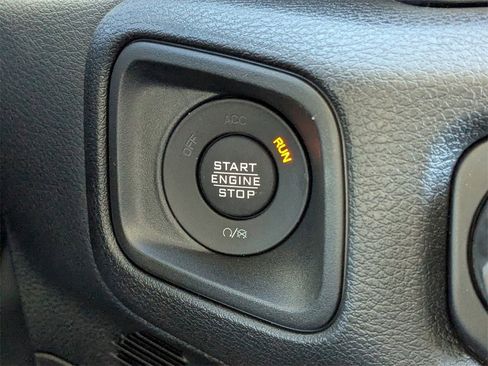 ACC
OFF
RUN
START
ENGINE
STOP